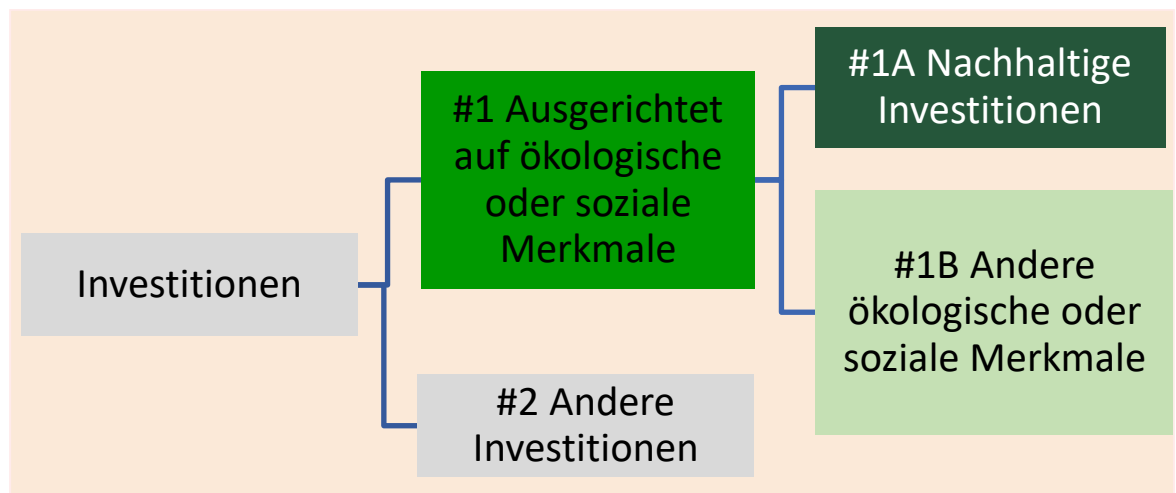 Investitionen
#1 Ausgerichtet
auf ökologische
oder soziale
Merkmale
#2 Andere
Investitionen
#1A Nachhaltige
Investitionen
#1B Andere
ökologische oder
soziale Merkmale